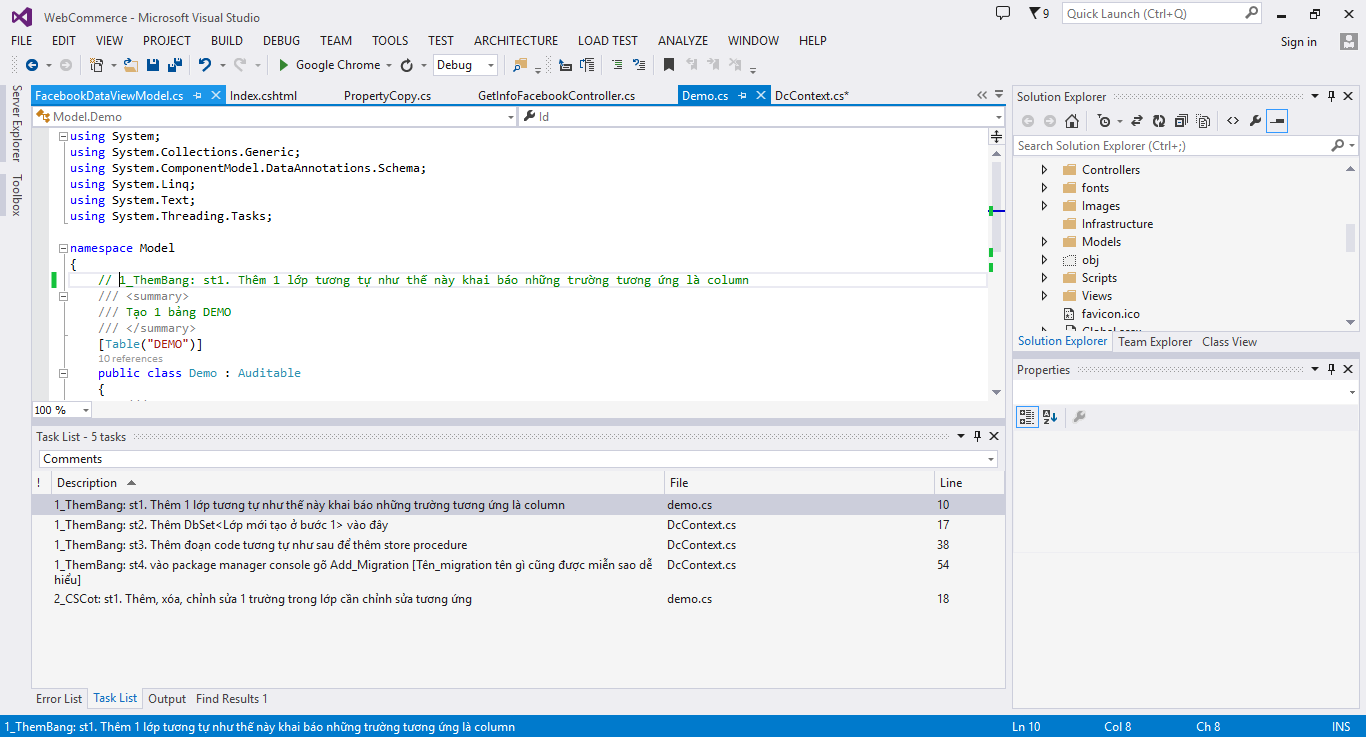 WebCommerce - Microsoft Visual Studio
9
Quick Launch (Ctrl+Q)
FILE EDIT VIEW PROJECT BUILD DEBUG TEAM TOOLS TEST ARCHITECTURE LOAD TEST ANALYZE WINDOW HELP
Sign in
Google Chrome Debug
Server Explorer
Toolbox
FacebookDataViewModel.cs Index.cshtml PropertyCopy.cs GetInfoFacebookController.cs Demo.cs DcContext.cs*
Model.Demo Id
using System;
using System.Collections.Generic;
using System.ComponentModel.DataAnnotations.Schema;
using System.Linq;
using System.Text;
using System.Threading.Tasks;
namespace Model
{
// 1_ThemBang: st1. Thêm 1 lớp tương tự như thế này khai báo những trường tương ứng là column
/// <summary>
/// Tạo 1 bảng DEMO
/// </summary>
[Table("DEMO")]
10 references
public class Demo : Auditable
{
100 %
Task List - 5 tasks
Comments
! Description File Line
1_ThemBang: st1. Thêm 1 lớp tương tự như thế này khai báo những trường tương ứng là column demo.cs 10
1_ThemBang: st2. Thêm DbSet<Lớp mới tạo ở bước 1> vào đây DcContext.cs 17
1_ThemBang: st3. Thêm đoạn code tương tự như sau để thêm store procedure DcContext.cs 38
1_ThemBang: st4. vào package manager console gõ Add_Migration [Tên_migration tên gì cũng được miễn sao dễ DcContext.cs 54
hiểu]
2_CSCot: st1. Thêm, xóa, chỉnh sửa 1 trường trong lớp cần chỉnh sửa tương ứng demo.cs 18
Error List Task List Output Find Results 1
Solution Explorer
Search Solution Explorer (Ctrl+;)
Controllers
fonts
Images
Infrastructure
Models
obj
Scripts
Views
favicon.ico
Global.asax
Solution Explorer Team Explorer Class View
Properties
1_ThemBang: st1. Thêm 1 lớp tương tự như thế này khai báo những trường tương ứng là column Ln 10 Col 8 Ch 8 INS